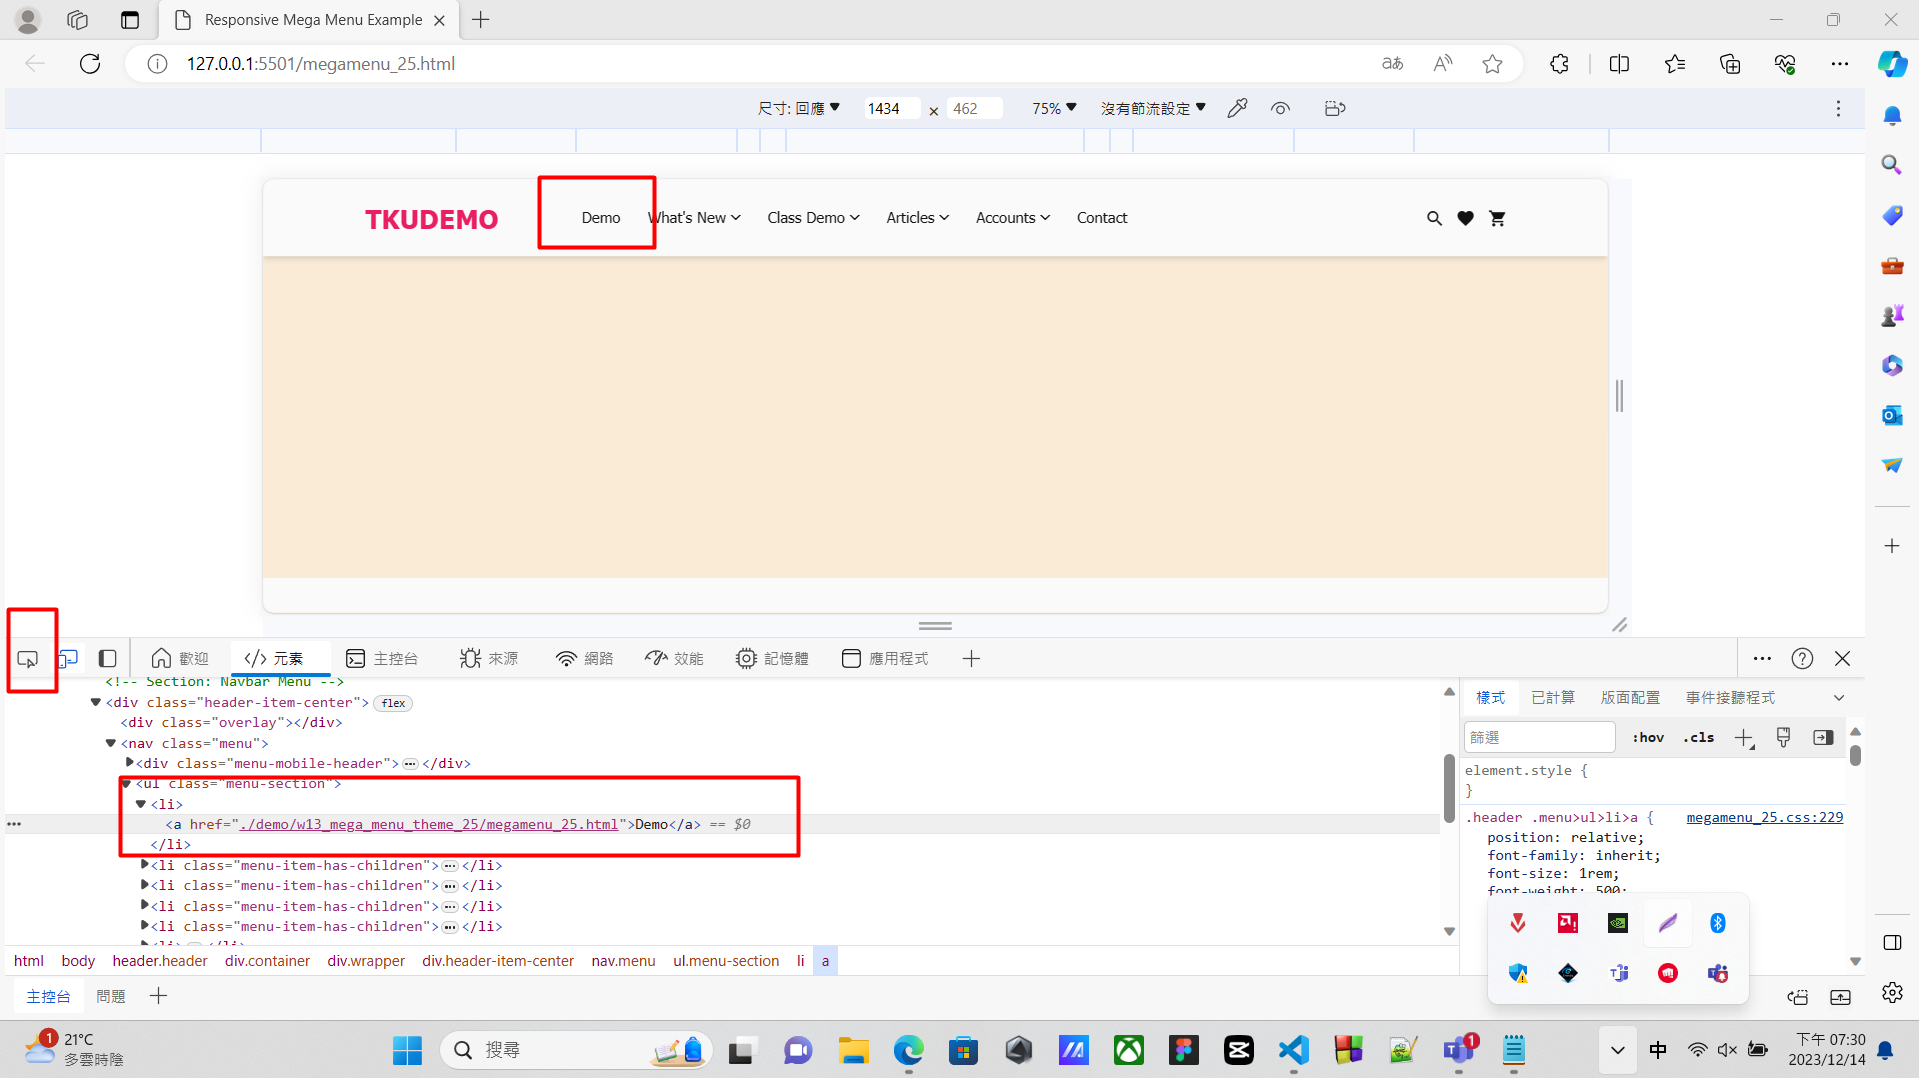 Responsive Mega Menu Example
127.0.0.1:5501/megamenu_25.html
aあ
尺寸: 回應 1434 × 462 75% 沒有節流設定
TKUDEMO
Demo What's New Class Demo Articles Accounts Contact
歡迎 </> 元素 主控台 來源 網路 效能 記憶體 應用程式
<!-- Section: Navbar Menu -->
<div class="header-item-center"> flex
<div class="overlay"></div>
<nav class="menu">
<div class="menu-mobile-header"> ••• </div>
<ul class="menu-section">
<li>
<a href="./demo/w13_mega_menu_theme_25/megamenu_25.html">Demo</a> == $0
</li>
<li class="menu-item-has-children"> ••• </li>
<li class="menu-item-has-children"> ••• </li>
<li class="menu-item-has-children"> ••• </li>
<li class="menu-item-has-children"> ••• </li>
<li> ••• </li>
html body header.header div.container div.wrapper div.header-item-center nav.menu ul.menu-section li a
樣式 已計算 版面配置 事件接聽程式
篩選 :hov .cls
element.style {
}
.header .menu>ul>li>a { megamenu_25.css:229
position: relative;
font-family: inherit;
font-size: 1rem;
font-weight: 500;
主控台 問題
1 21°C
多雲時陰
搜尋
1
中
下午 07:30
2023/12/14